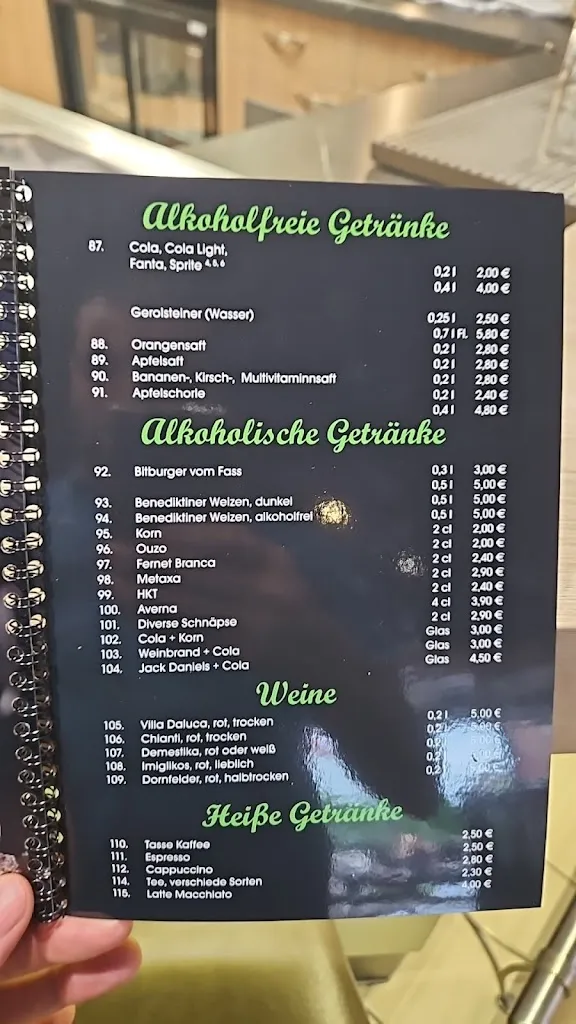 Alkoholfreie Getränke
87. Cola, Cola Light,
Fanta, Sprite 4, 5, 6 0,2 l 2,00 €
0,4 l 4,00 €
Gerolsteiner (Wasser) 0,25 l 2,50 €
0,7 l Fl. 5,80 €
88. Orangensaft 0,2 l 2,80 €
89. Apfelsaft 0,2 l 2,80 €
90. Bananen-, Kirsch-, Multivitaminnsaft 0,2 l 2,80 €
91. Apfelschorle 0,2 l 2,40 €
0,4 l 4,80 €
Alkoholische Getränke
92. Bitburger vom Fass 0,3 l 3,00 €
0,5 l 5,00 €
93. Benediktiner Weizen, dunkel 0,5 l 5,00 €
94. Benediktiner Weizen, alkoholfrei 0,5 l 5,00 €
95. Korn 2 cl 2,00 €
96. Ouzo 2 cl 2,00 €
97. Fernet Branca 2 cl 2,40 €
98. Metaxa 2 cl 2,90 €
99. HKT 2 cl 2,40 €
100. Averna 4 cl 3,90 €
101. Diverse Schnäpse 2 cl 2,90 €
102. Cola + Korn Glas 3,00 €
103. Weinbrand + Cola Glas 3,00 €
104. Jack Daniels + Cola Glas 4,50 €
Weine
105. Villa Daluca, rot, trocken 0,2 l 5,00 €
106. Chianti, rot, trocken 0,2 l
107. Demestika, rot oder weiß 0,2 l
108. Imiglikos, rot, lieblich 0,2 l
109. Dornfelder, rot, halbtrocken 0,2 l
Heiße Getränke
110. Tasse Kaffee 2,50 €
111. Espresso 2,50 €
112. Cappuccino 2,80 €
114. Tee, verschiede Sorten 2,30 €
115. Latte Macchiato 4,00 €